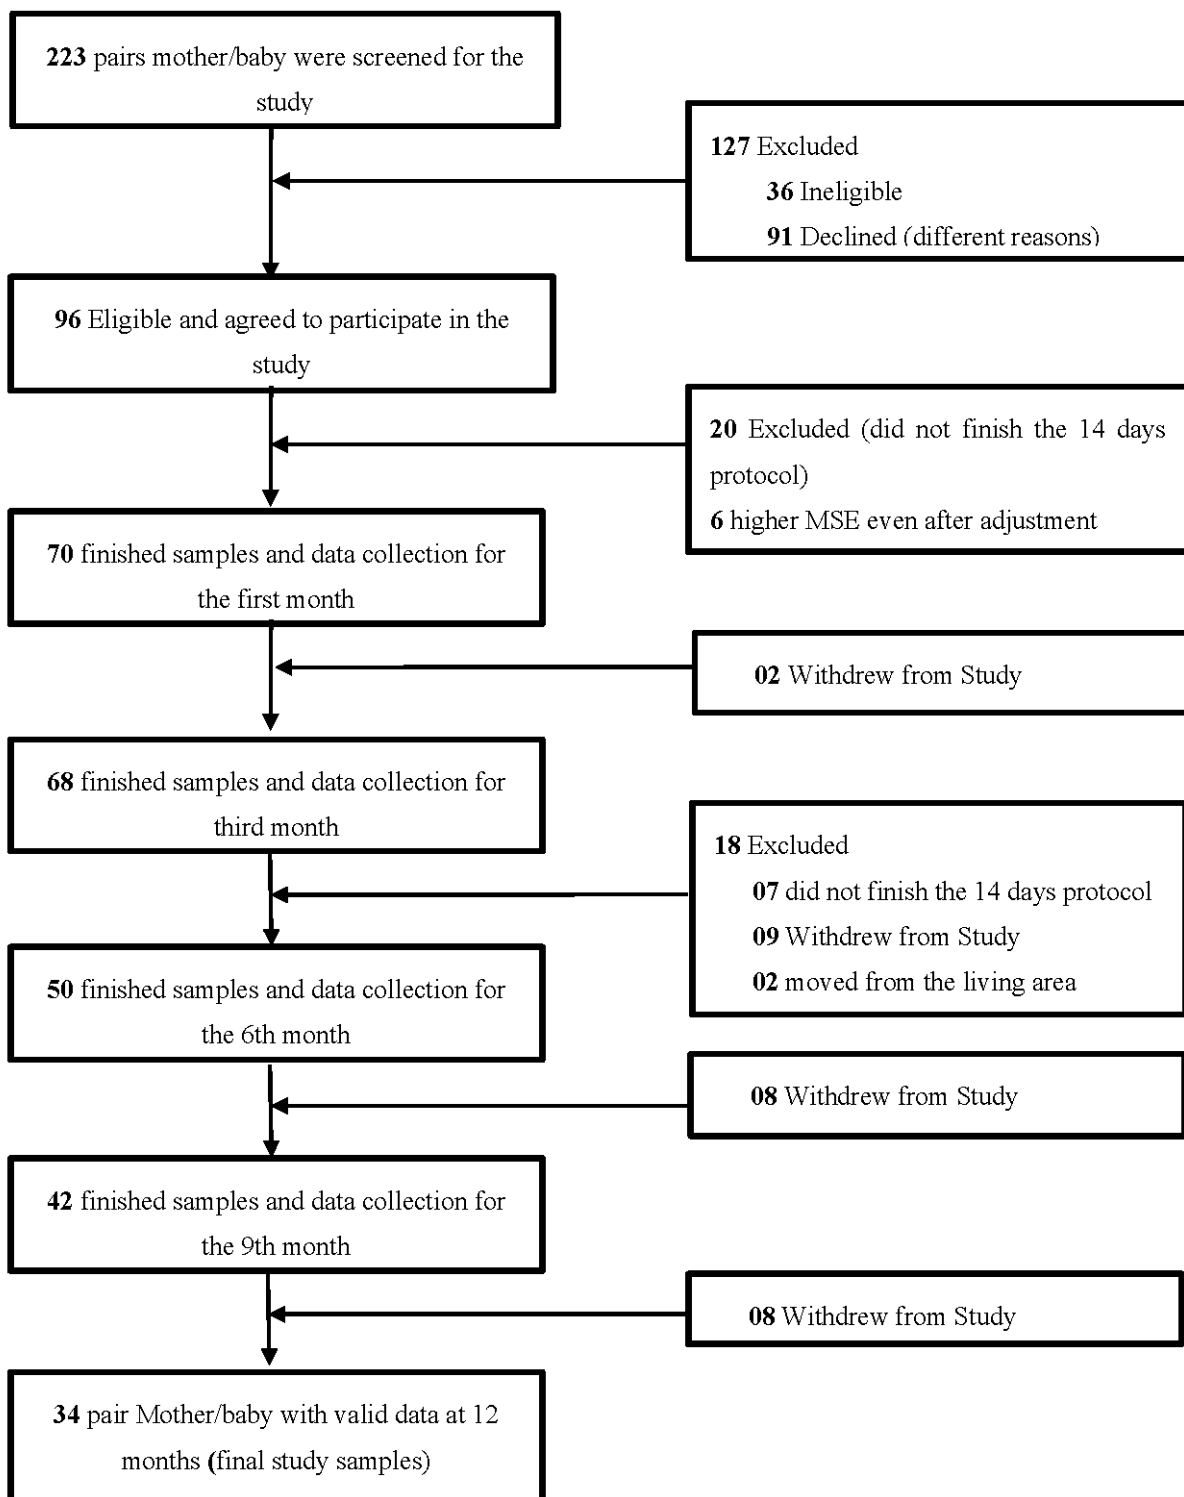 223 pairs mother/baby were screened for the
study
127 Excluded
36 Ineligible
91 Declined (different reasons)
96 Eligible and agreed to participate in the
study
20 Excluded (did not finish the 14 days
protocol)
6 higher MSE even after adjustment
70 finished samples and data collection for
the first month
02 Withdrew from Study
68 finished samples and data collection for
third month
18 Excluded
07 did not finish the 14 days protocol
09 Withdrew from Study
02 moved from the living area
50 finished samples and data collection for
the 6th month
08 Withdrew from Study
42 finished samples and data collection for
the 9th month
08 Withdrew from Study
34 pair Mother/baby with valid data at 12
months (final study samples)